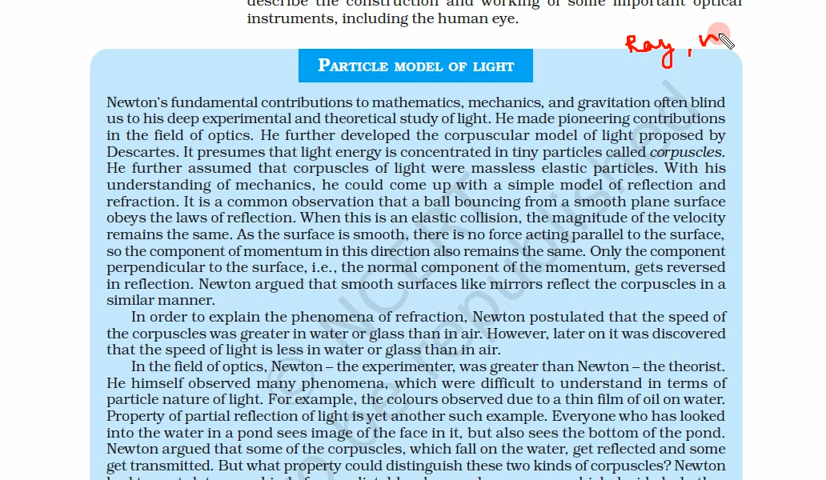 describe the construction and working of some important optical
instruments, including the human eye.
Ray,
PARTICLE MODEL OF LIGHT
Newton's fundamental contributions to mathematics, mechanics, and gravitation often blind
us to his deep experimental and theoretical study of light. He made pioneering contributions
in the field of optics. He further developed the corpuscular model of light proposed by
Descartes. It presumes that light energy is concentrated in tiny particles called corpuscles.
He further assumed that corpuscles of light were massless elastic particles. With his
understanding of mechanics, he could come up with a simple model of reflection and
refraction. It is a common observation that a ball bouncing from a smooth plane surface
obeys the laws of reflection. When this is an elastic collision, the magnitude of the velocity
remains the same. As the surface is smooth, there is no force acting parallel to the surface,
so the component of momentum in this direction also remains the same. Only the component
perpendicular to the surface, i.e., the normal component of the momentum, gets reversed
in reflection. Newton argued that smooth surfaces like mirrors reflect the corpuscles in a
similar manner.
In order to explain the phenomena of refraction, Newton postulated that the speed of
the corpuscles was greater in water or glass than in air. However, later on it was discovered
that the speed of light is less in water or glass than in air.
In the field of optics, Newton – the experimenter, was greater than Newton – the theorist.
He himself observed many phenomena, which were difficult to understand in terms of
particle nature of light. For example, the colours observed due to a thin film of oil on water.
Property of partial reflection of light is yet another such example. Everyone who has looked
into the water in a pond sees image of the face in it, but also sees the bottom of the pond.
Newton argued that some of the corpuscles, which fall on the water, get reflected and some
get transmitted. But what property could distinguish these two kinds of corpuscles? Newton
© NCERT
be republished